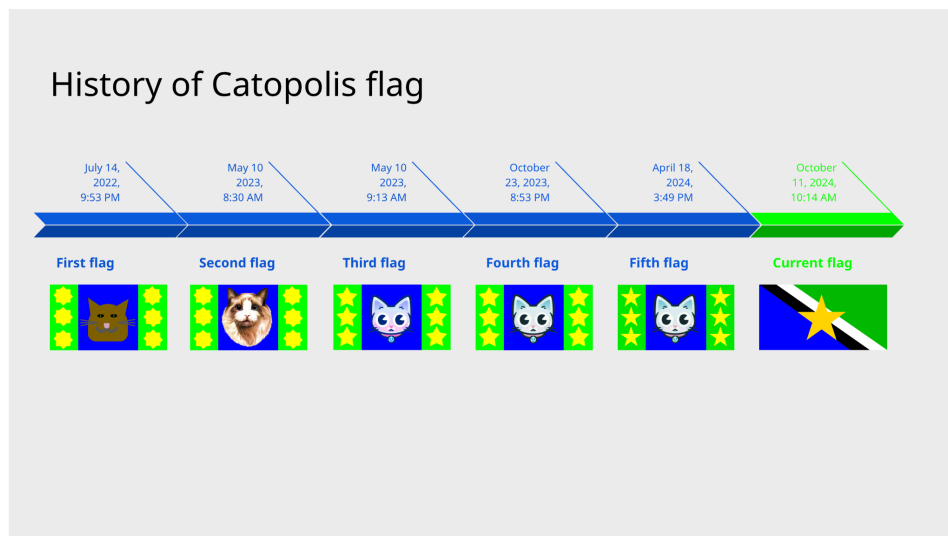 History of Catopolis flag
July 14,
2022,
9:53 PM
May 10
2023,
8:30 AM
May 10
2023,
9:13 AM
October
23, 2023,
8:53 PM
April 18,
2024,
3:49 PM
October
11, 2024,
10:14 AM
First flag
Second flag
Third flag
Fourth flag
Fifth flag
Current flag